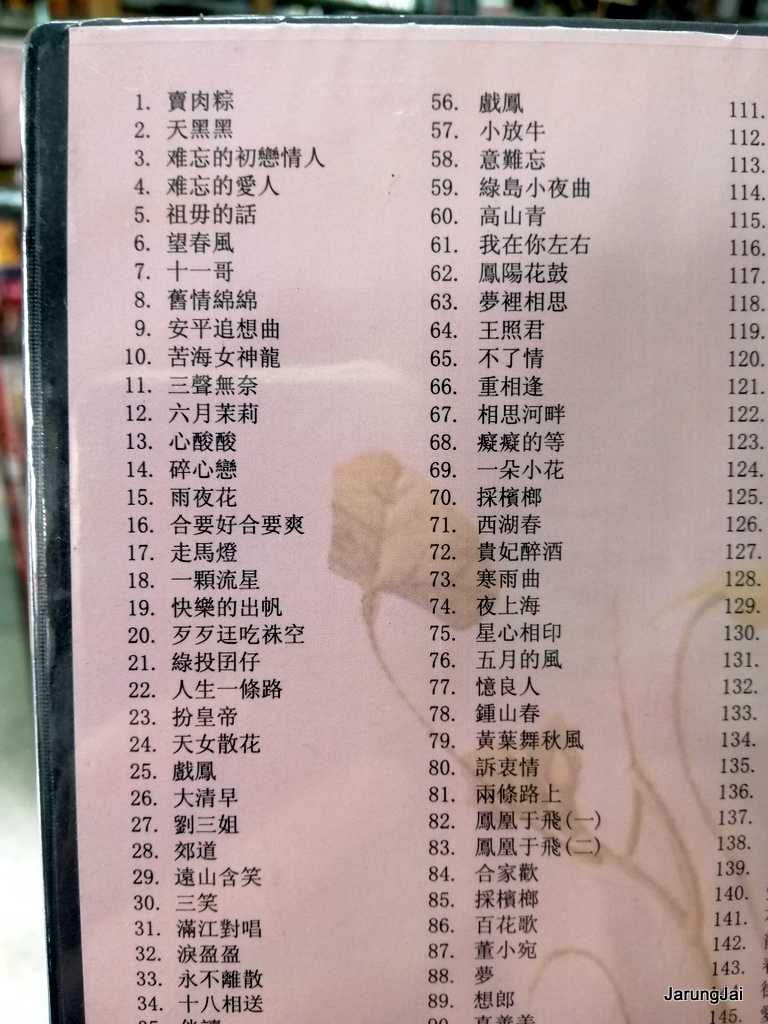 1. 賣肉粽
2. 天黑黑
3. 难忘的初戀情人
4. 难忘的愛人
5. 祖毋的話
6. 望春風
7. 十一哥
8. 舊情綿綿
9. 安平追想曲
10. 苦海女神龍
11. 三聲無奈
12. 六月茉莉
13. 心酸酸
14. 碎心戀
15. 雨夜花
16. 合要好合要爽
17. 走馬燈
18. 一顆流星
19. 快樂的出帆
20. 歹歹迋吃祩空
21. 綠投囝仔
22. 人生一條路
23. 扮皇帝
24. 天女散花
25. 戲鳳
26. 大清早
27. 劉三姐
28. 郊道
29. 遠山含笑
30. 三笑
31. 滿江對唱
32. 淚盈盈
33. 永不離散
34. 十八相送
56. 戲鳳
57. 小放牛
58. 意難忘
59. 綠島小夜曲
60. 高山青
61. 我在你左右
62. 鳳陽花鼓
63. 夢裡相思
64. 王照君
65. 不了情
66. 重相逢
67. 相思河畔
68. 癡癡的等
69. 一朵小花
70. 採檳榔
71. 西湖春
72. 貴妃醉酒
73. 寒雨曲
74. 夜上海
75. 星心相印
76. 五月的風
77. 憶良人
78. 鍾山春
79. 黃葉舞秋風
80. 訴衷情
81. 兩條路上
82. 鳳凰于飛(一)
83. 鳳凰于飛(二)
84. 合家歡
85. 採檳榔
86. 百花歌
87. 董小宛
88. 夢
89. 想郎
111.
112.
113.
114.
115.
116.
117.
118.
119.
120.
121.
122.
123.
124.
125.
126.
127.
128.
129.
130.
131.
132.
133.
134.
135.
136.
137.
138.
139.
140.
141.
142.
143.
145.
JarungJai